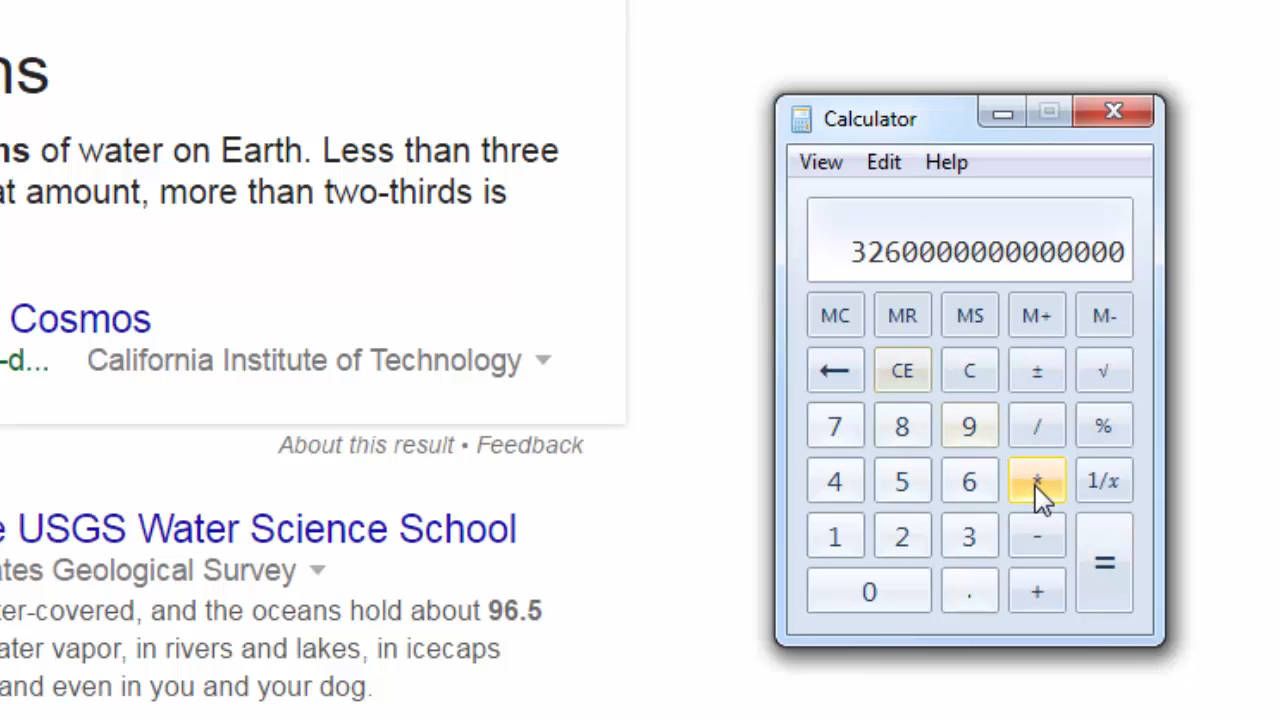 ns
ns of water on Earth. Less than three
at amount, more than two-thirds is
Cosmos
-d... California Institute of Technology
About this result • Feedback
e USGS Water Science School
ates Geological Survey
ter-covered, and the oceans hold about 96.5
ater vapor, in rivers and lakes, in icecaps
and even in you and your dog.
Calculator
View Edit Help
3260000000000000
MC MR MS M+ M-
← CE C ± √
7 8 9 / %
4 5 6 * 1/x
1 2 3 - =
0 . +